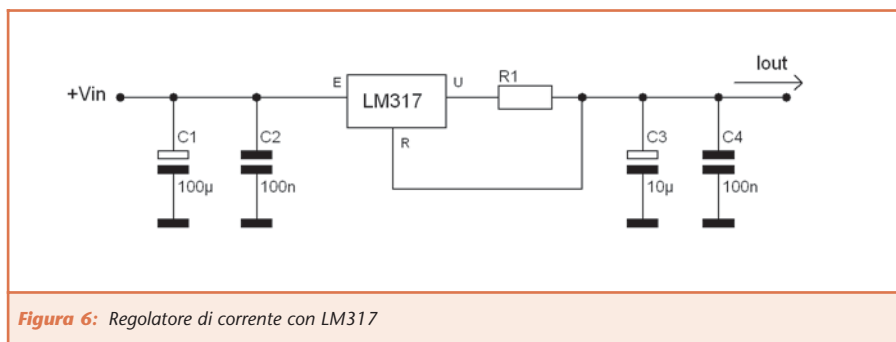 Iout
+Vin
E
LM317
U
R1
R
C1
100µ
C2
100n
C3
10µ
C4
100n
Figura 6: Regolatore di corrente con LM317